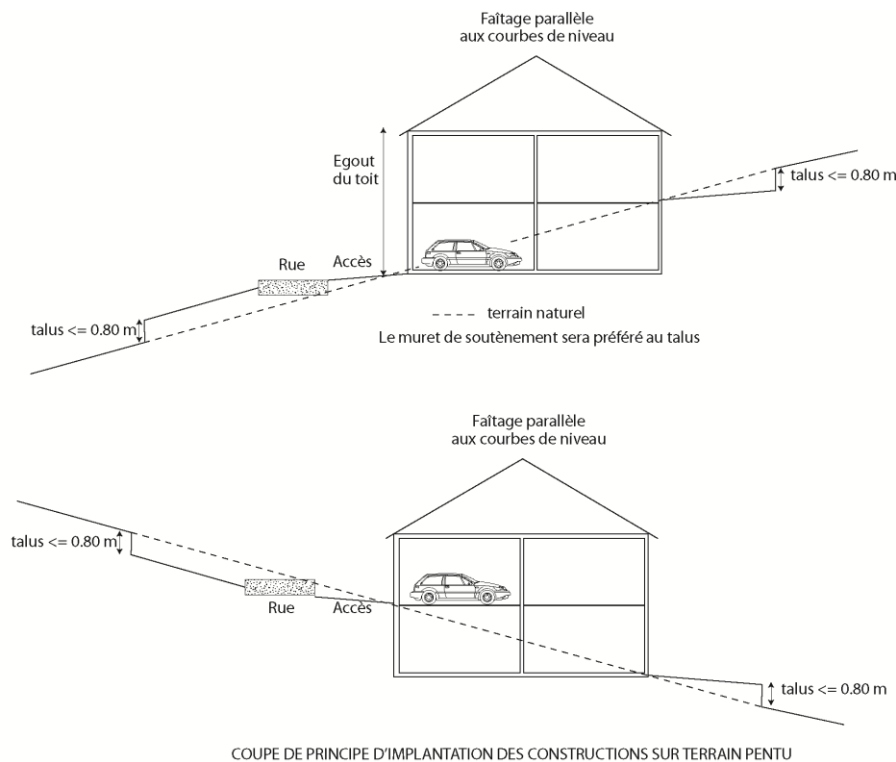 Faîtage parallèle
aux courbes de niveau
Egout
du toit
talus <= 0.80 m
Rue
Accès
talus <= 0.80 m
terrain naturel
Le muret de soutènement sera préféré au talus
Faîtage parallèle
aux courbes de niveau
talus <= 0.80 m
Rue
Accès
talus <= 0.80 m
COUPE DE PRINCIPE D'IMPLANTATION DES CONSTRUCTIONS SUR TERRAIN PENTU